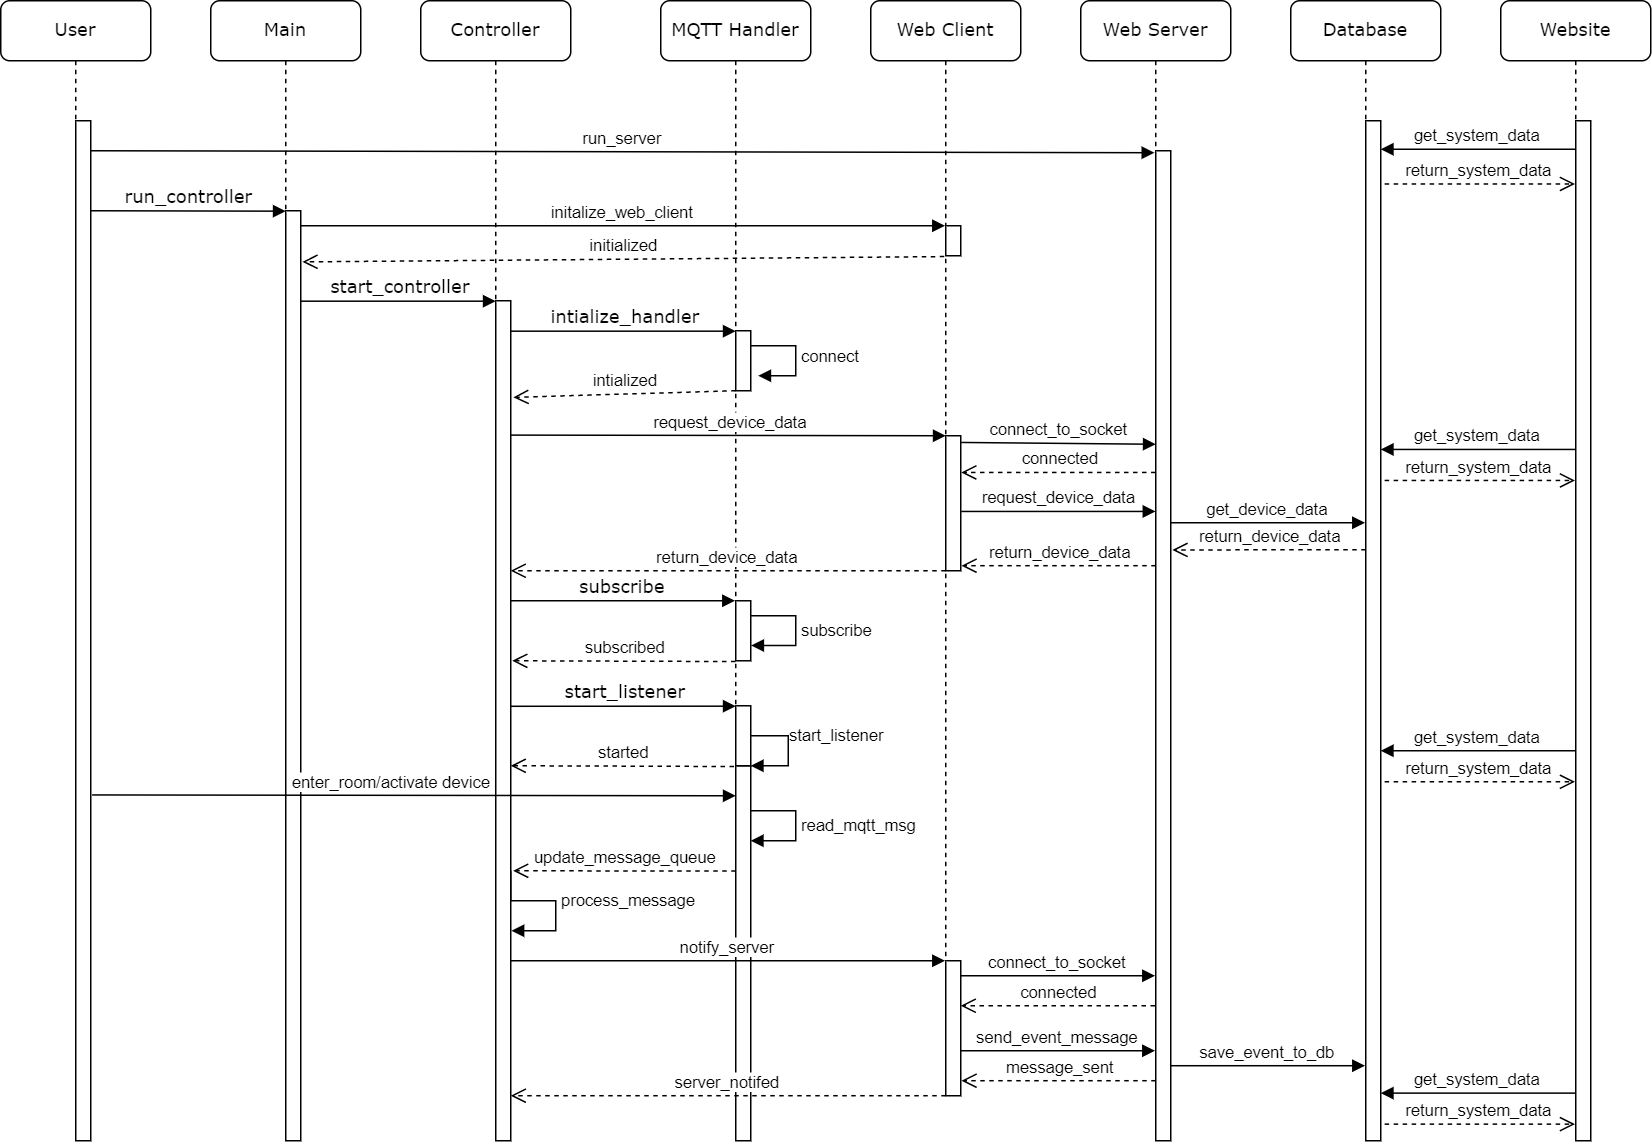 User
Main
Controller
MQTT Handler
Web Client
Web Server
Database
Website
run_server
get_system_data
return_system_data
run_controller
initalize_web_client
initialized
start_controller
intialize_handler
connect
intialized
request_device_data
connect_to_socket
get_system_data
connected
return_system_data
request_device_data
get_device_data
return_device_data
return_device_data
return_device_data
subscribe
subscribe
subscribed
start_listener
start_listener
get_system_data
started
return_system_data
enter_room/activate device
read_mqtt_msg
update_message_queue
process_message
notify_server
connect_to_socket
connected
send_event_message
save_event_to_db
message_sent
server_notifed
get_system_data
return_system_data